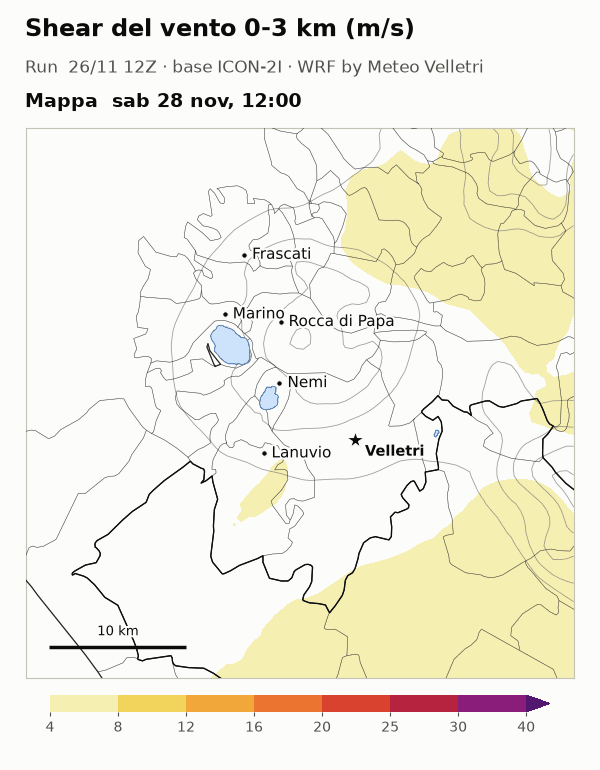 Shear del vento 0-3 km (m/s)
Run  26/11 12Z · base ICON-2I · WRF by Meteo Velletri
Mappa  sab 28 nov, 12:00
Frascati
Marino
Rocca di Papa
Nemi
Velletri
Lanuvio
10 km
4 8 12 16 20 25 30 40